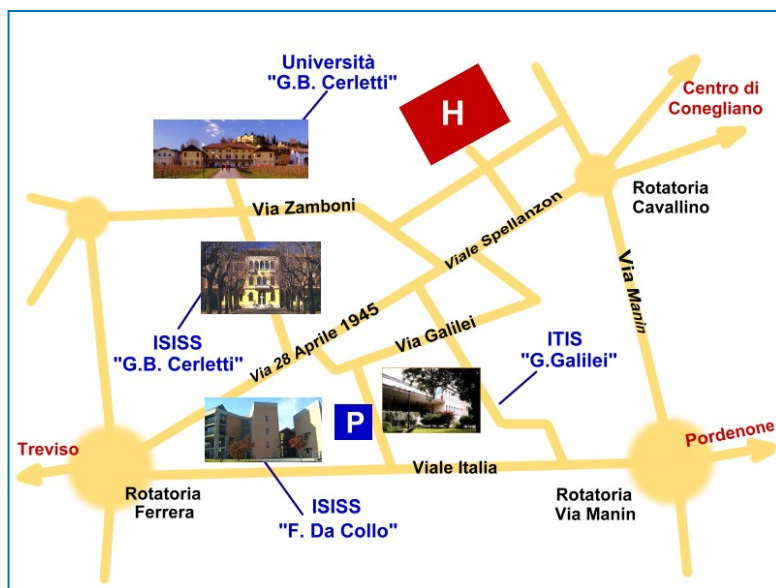 Università
"G.B. Cerletti"
H
Centro di
Conegliano
Rotatoria
Cavallino
Via Zamboni
Viale Spellanzon
Via Manin
ISISS
"G.B. Cerletti"
Via 28 Aprile 1945
Via Galilei
ITIS
"G.Galilei"
P
Treviso
Pordenone
Viale Italia
Rotatoria
Ferrera
ISISS
"F. Da Collo"
Rotatoria
Via Manin